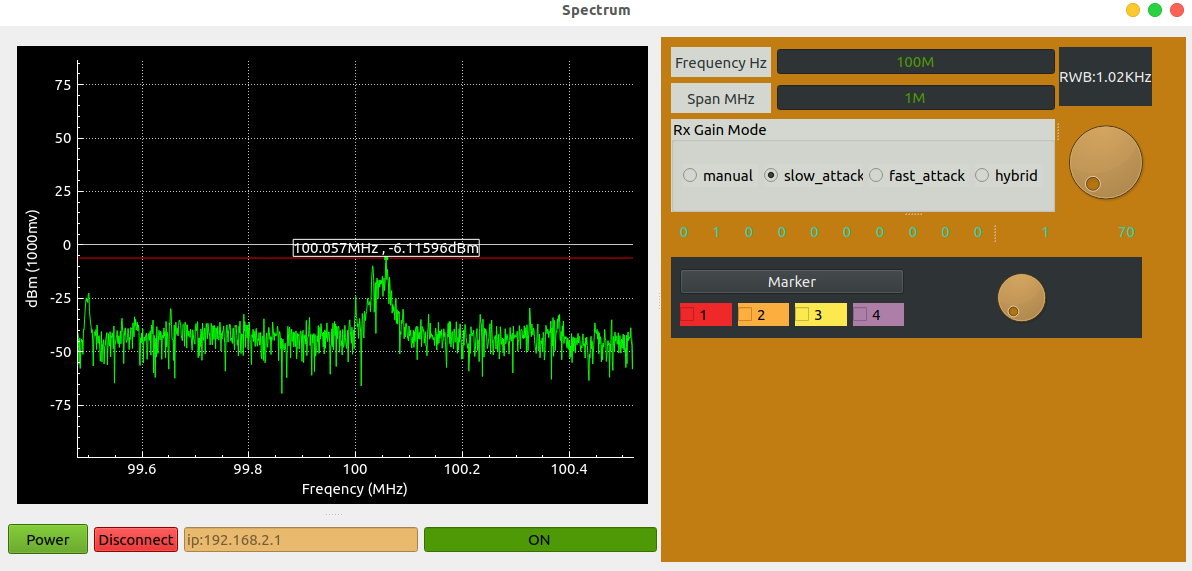 Spectrum
75
50
25
0
-25
-50
-75
dBm (1000mv)
100.057MHz , -6.11596dBm
99.6 99.8 100 100.2 100.4
Freqency (MHz)
Power Disconnect ip:192.168.2.1 ON
Frequency Hz 100M RWB:1.02KHz
Span MHz 1M
Rx Gain Mode
manual slow_attack fast_attack hybrid
0 1 0 0 0 0 0 0 0 0 1 70
Marker
1 2 3 4